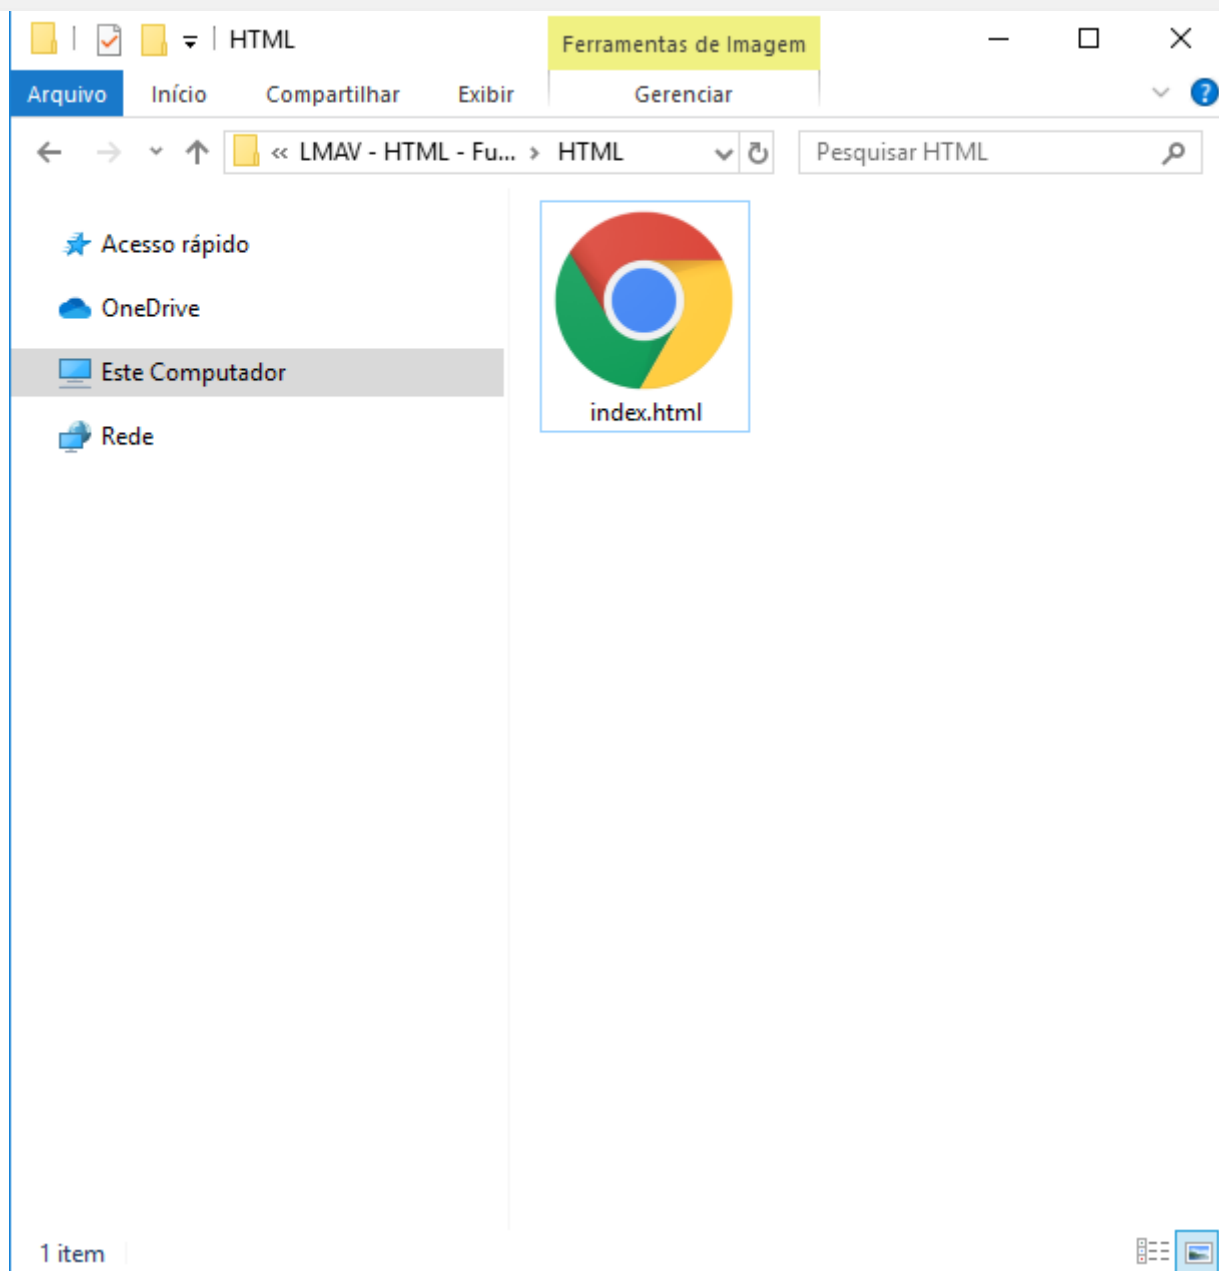 HTML
Ferramentas de Imagem
Arquivo Início Compartilhar Exibir Gerenciar
?
« LMAV - HTML - Fu... > HTML
Pesquisar HTML
Acesso rápido
OneDrive
Este Computador
Rede
index.html
1 item